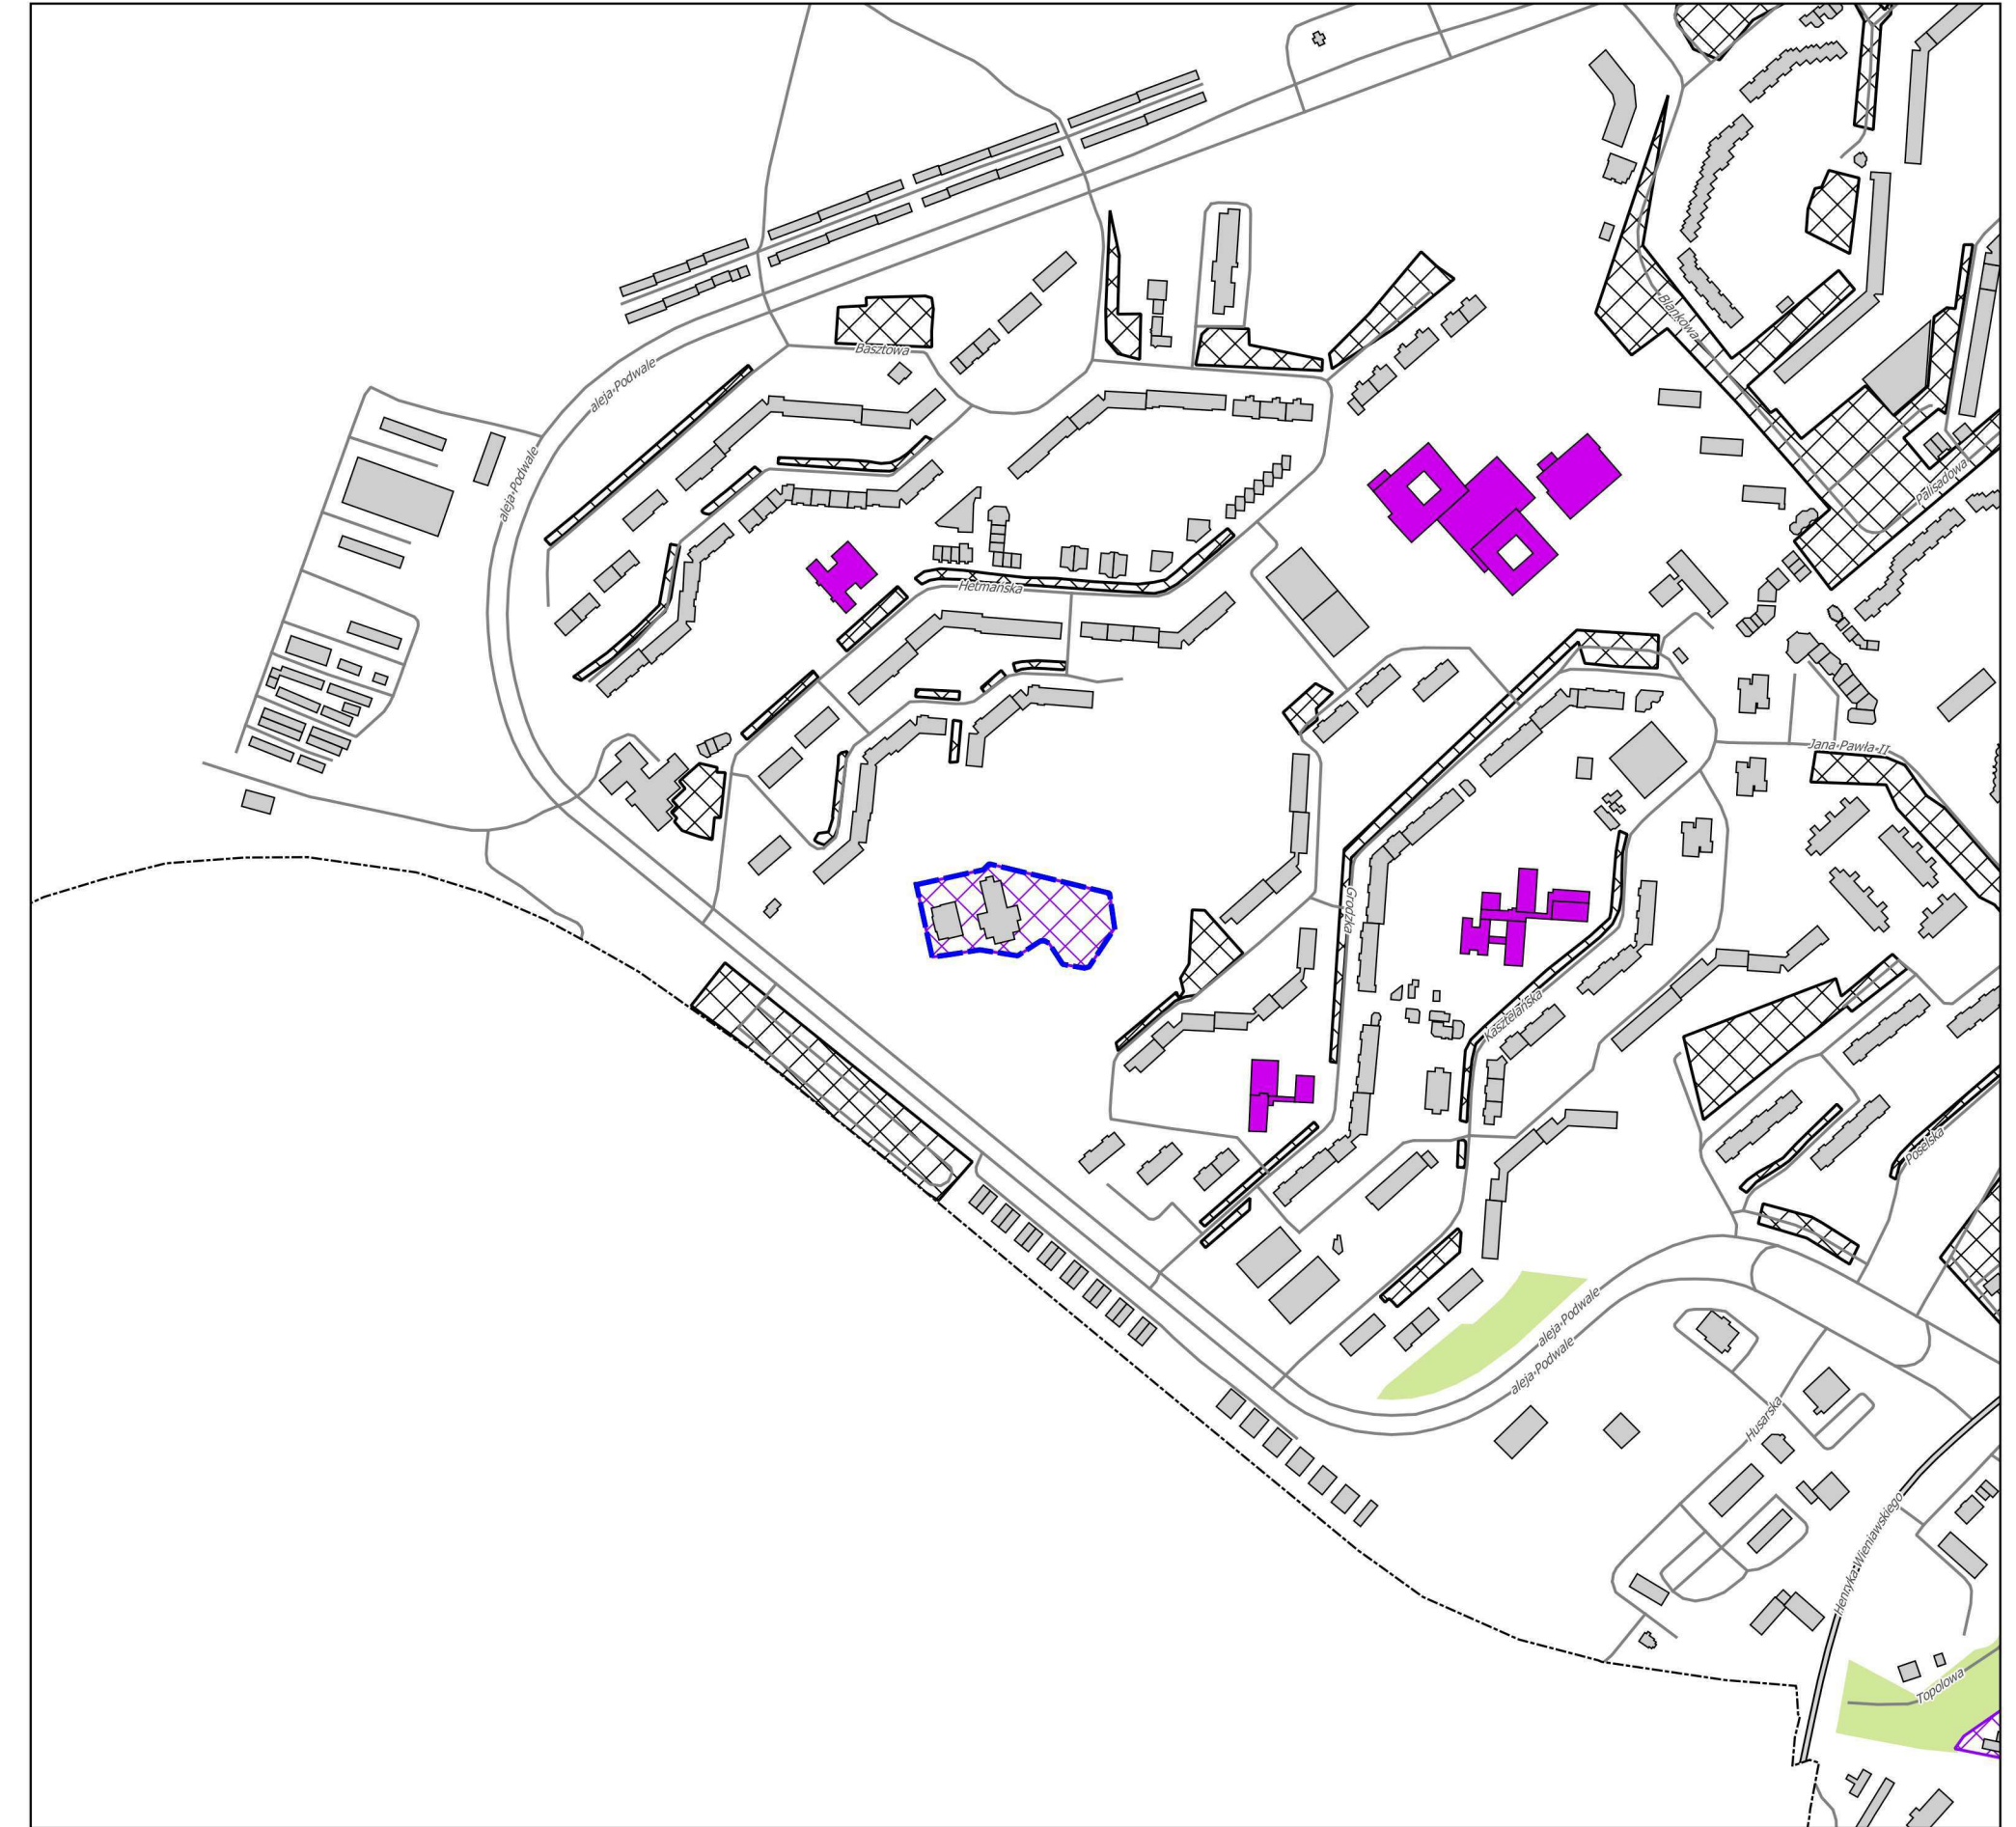 Blankowa
Basztowa
aleja Podwale
aleja Podwale
Palisadowa
Hetmańska
Jana Pawła II
Grodzka
Kasztelańska
Poselska
aleja Podwale
aleja Podwale
Husarska
Henryka Wieniawskiego
Topolowa